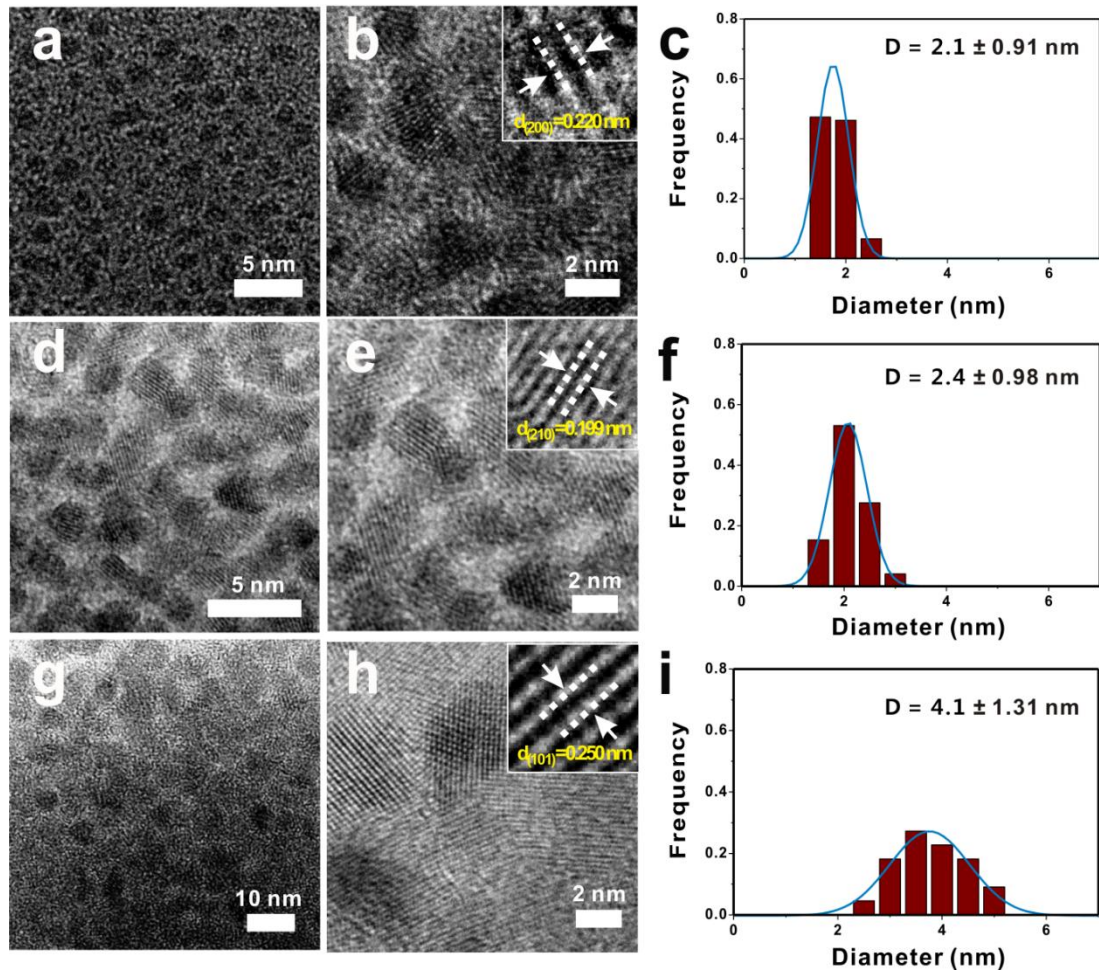 a
5 nm
b
d(200)=0.220 nm
2 nm
c
D = 2.1 ± 0.91 nm
Frequency
0.8
0.6
0.4
0.2
0.0
0 2 4 6
Diameter (nm)
d
5 nm
e
d(210)=0.199 nm
2 nm
f
D = 2.4 ± 0.98 nm
Frequency
0.8
0.6
0.4
0.2
0.0
0 2 4 6
Diameter (nm)
g
10 nm
h
d(101)=0.250 nm
2 nm
i
D = 4.1 ± 1.31 nm
Frequency
0.8
0.6
0.4
0.2
0.0
0 2 4 6
Diameter (nm)